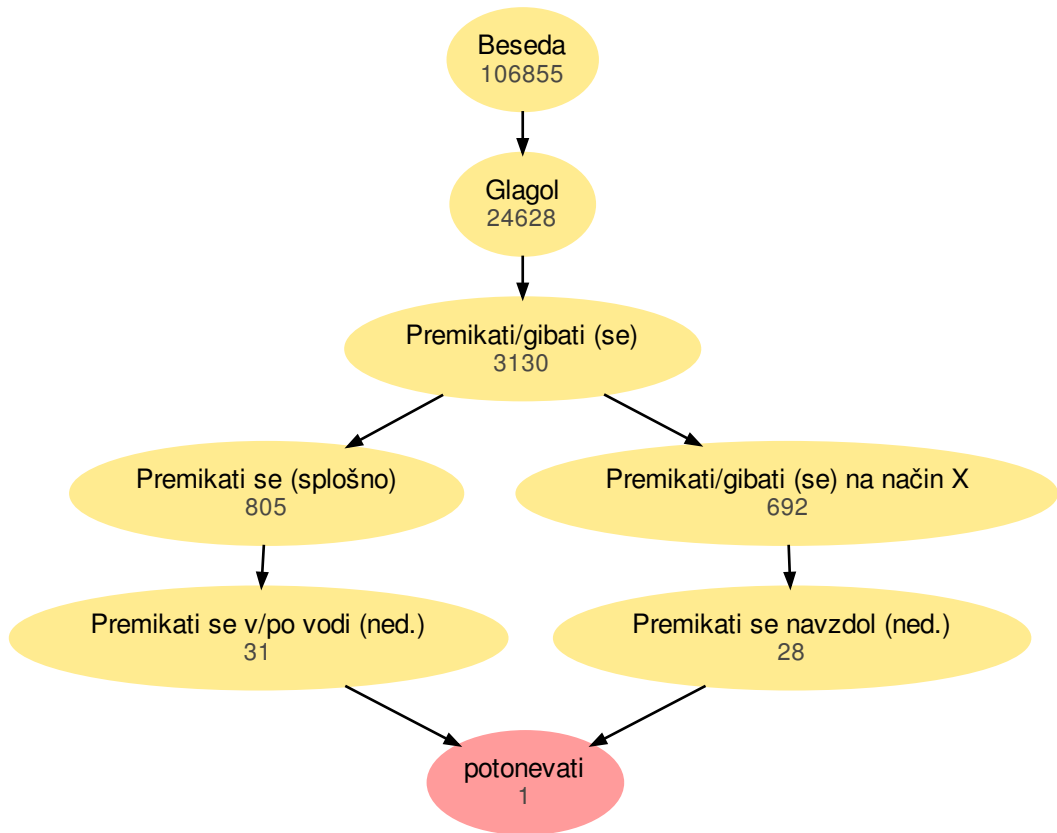 Beseda
106855
Glagol
24628
Premikati/gibati (se)
3130
Premikati se (splošno)
805
Premikati/gibati (se) na način X
692
Premikati se v/po vodi (ned.)
31
Premikati se navzdol (ned.)
28
potonevati
1